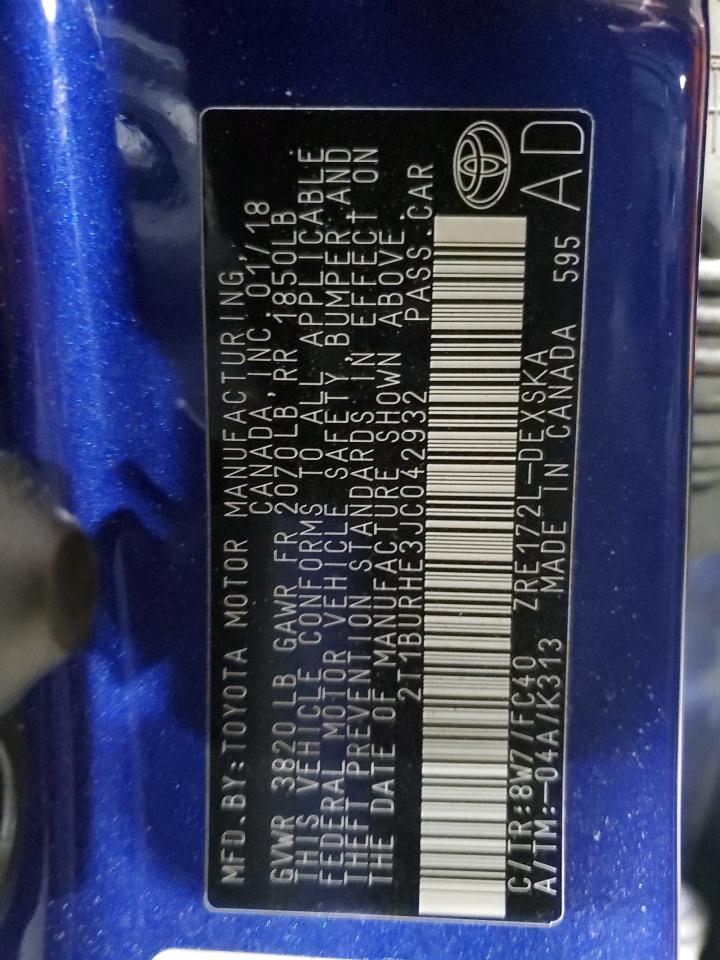 MFD.BY:TOYOTA MOTOR MANUFACTURING,
CANADA, INC 01/18
GVWR 3820 LB GAWR FR 2070LB, RR 1850LB
THIS VEHICLE CONFORMS TO ALL APPLICABLE
FEDERAL MOTOR VEHICLE SAFETY, BUMPER, AND
THEFT PREVENTION STANDARDS IN EFFECT ON
THE DATE OF MANUFACTURE SHOWN ABOVE.
2T1BURHE3JC042932 PASS.CAR
C/TR:8W7/FC40 ZRE172L-DEXSKA
A/TM:-04A/K313 MADE IN CANADA 595
AD